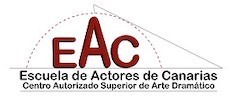 EAC
Escuela de Actores de Canarias
Centro Autorizado Superior de Arte Dramático